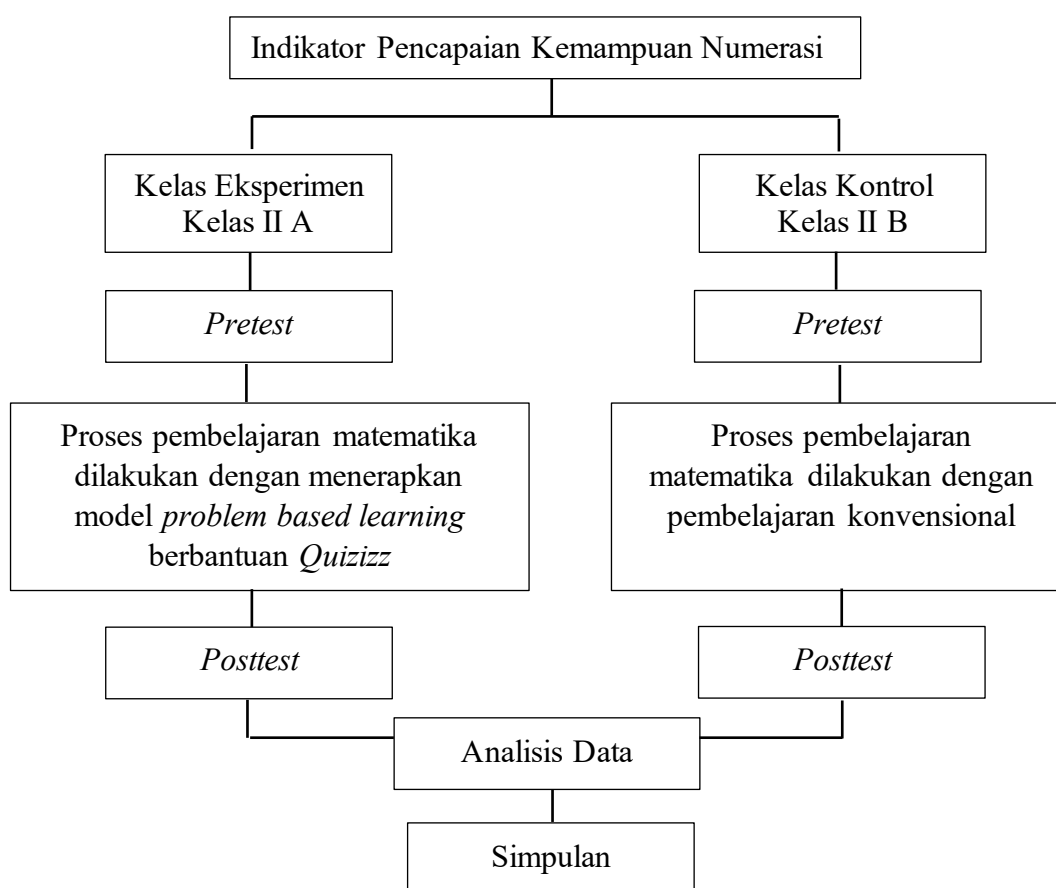 Indikator Pencapaian Kemampuan Numerasi
Kelas Eksperimen
Kelas II A
Kelas Kontrol
Kelas II B
Pretest
Pretest
Proses pembelajaran matematika
dilakukan dengan menerapkan
model problem based learning
berbantuan Quizizz
Proses pembelajaran
matematika dilakukan dengan
pembelajaran konvensional
Posttest
Posttest
Analisis Data
Simpulan